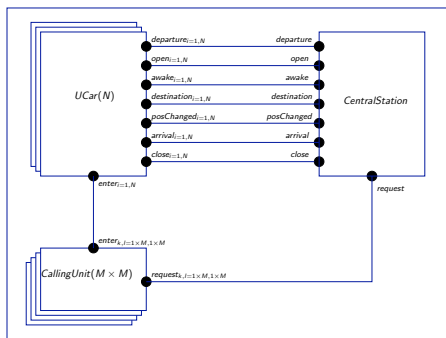 departure_{i=1,N} departure
open_{i=1,N} open
awake_{i=1,N} awake
UCar(N) destination_{i=1,N} destination CentralStation
posChanged_{i=1,N} posChanged
arrival_{i=1,N} arrival
close_{i=1,N} close
enter_{i=1,N} request
enter_{k,l=1×M,1×M}
CallingUnit(M × M) request_{k,l=1×M,1×M}